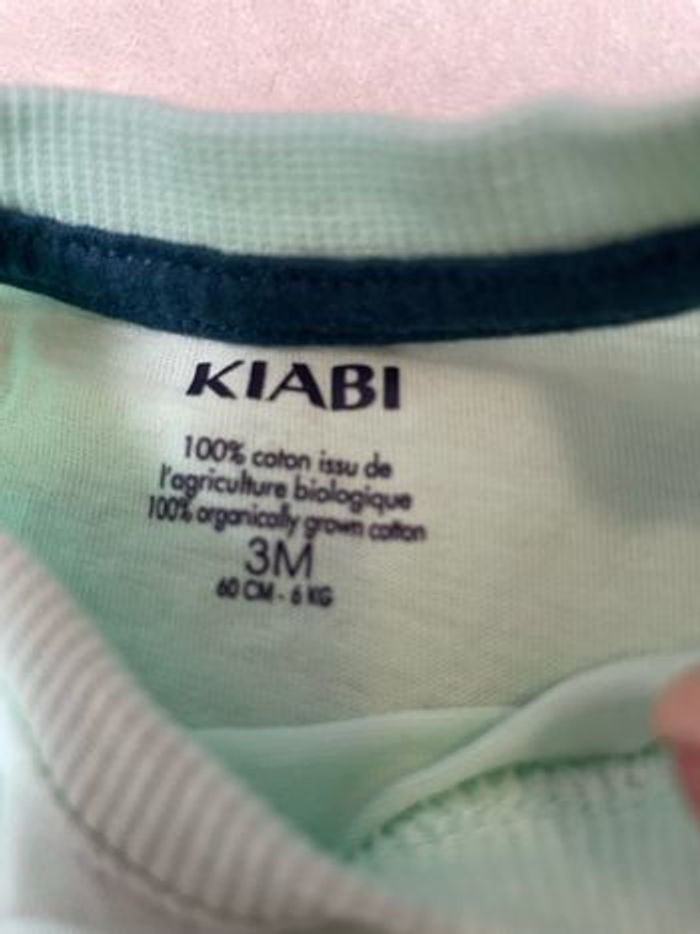 KIABI
100% coton issu de
l'agriculture biologique
100% organically grown cotton
3M
60 CM - 6 KG